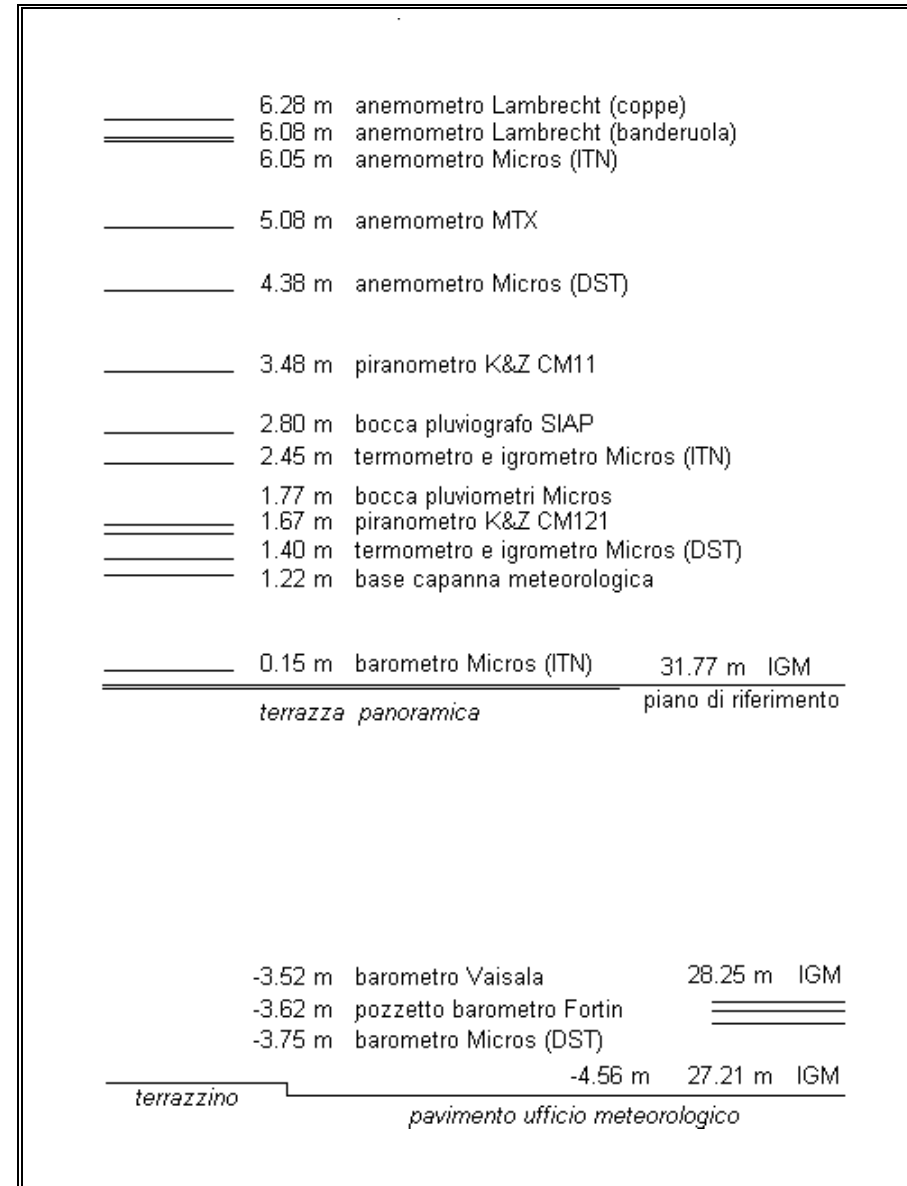 6.28 m anemometro Lambrecht (coppe)
6.08 m anemometro Lambrecht (banderuola)
6.05 m anemometro Micros (ITN)
5.08 m anemometro MTX
4.38 m anemometro Micros (DST)
3.48 m piranometro K&Z CM11
2.80 m bocca pluviografo SIAP
2.45 m termometro e igrometro Micros (ITN)
1.77 m bocca pluviometri Micros
1.67 m piranometro K&Z CM121
1.40 m termometro e igrometro Micros (DST)
1.22 m base capanna meteorologica
0.15 m barometro Micros (ITN) 31.77 m IGM
terrazza panoramica piano di riferimento
-3.52 m barometro Vaisala 28.25 m IGM
-3.62 m pozzetto barometro Fortin
-3.75 m barometro Micros (DST)
-4.56 m 27.21 m IGM
terrazzino
pavimento ufficio meteorologico